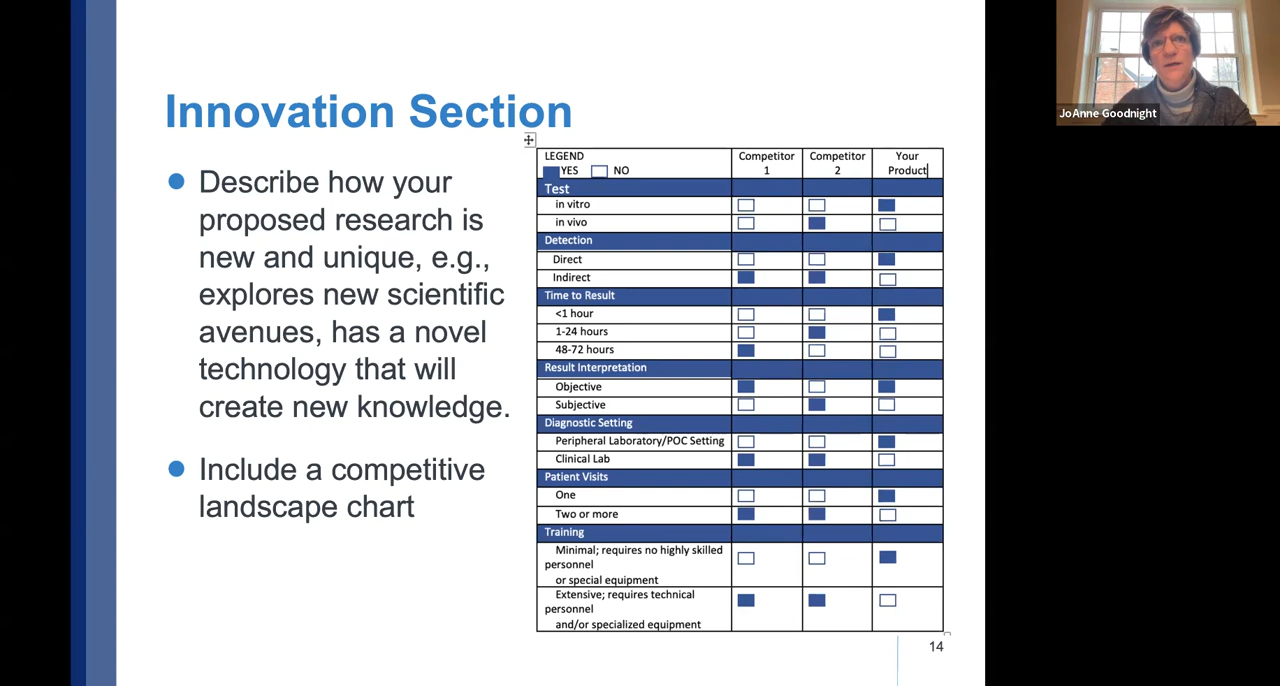 Innovation Section
Describe how your
proposed research is
new and unique, e.g.,
explores new scientific
avenues, has a novel
technology that will
create new knowledge.
Include a competitive
landscape chart
LEGEND
YES NO
Competitor
1
Competitor
2
Your
Product
Test
in vitro
in vivo
Detection
Direct
Indirect
Time to Result
<1 hour
1-24 hours
48-72 hours
Result Interpretation
Objective
Subjective
Diagnostic Setting
Peripheral Laboratory/POC Setting
Clinical Lab
Patient Visits
One
Two or more
Training
Minimal; requires no highly skilled
personnel
or special equipment
Extensive; requires technical
personnel
and/or specialized equipment
14
JoAnne Goodnight